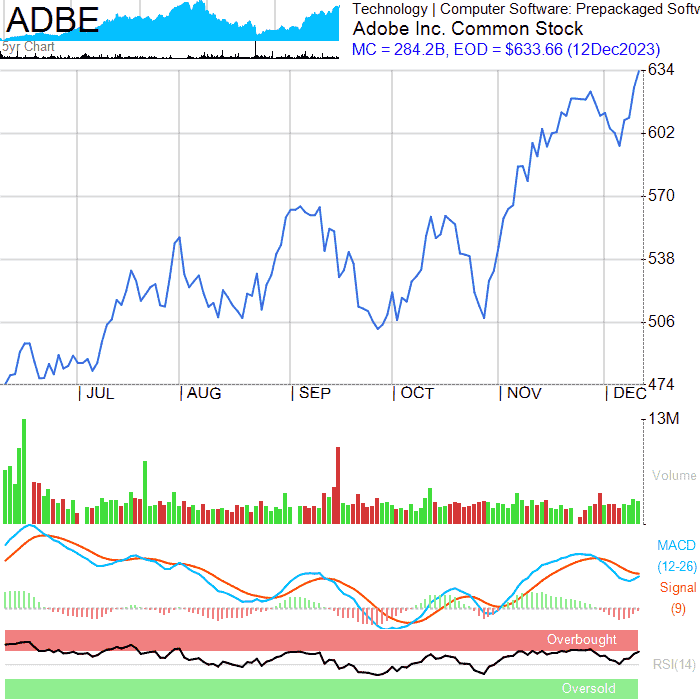 ADBE
5yr Chart
Technology | Computer Software: Prepackaged Softw
Adobe Inc. Common Stock
MC = 284.2B, EOD = $633.66 (12Dec2023)
634
602
570
538
506
474
| JUL | AUG | SEP | OCT | NOV | DEC
13M
Volume
MACD
(12-26)
Signal
(9)
Overbought
RSI(14)
Oversold